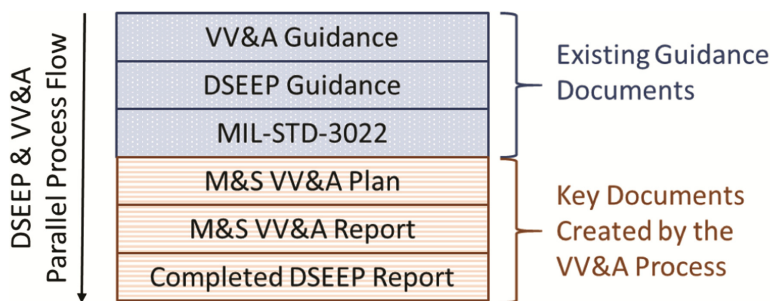 DSEEP & VV&A
Parallel Process Flow
VV&A Guidance
DSEEP Guidance
MIL-STD-3022
M&S VV&A Plan
M&S VV&A Report
Completed DSEEP Report
Existing Guidance
Documents
Key Documents
Created by the
VV&A Process